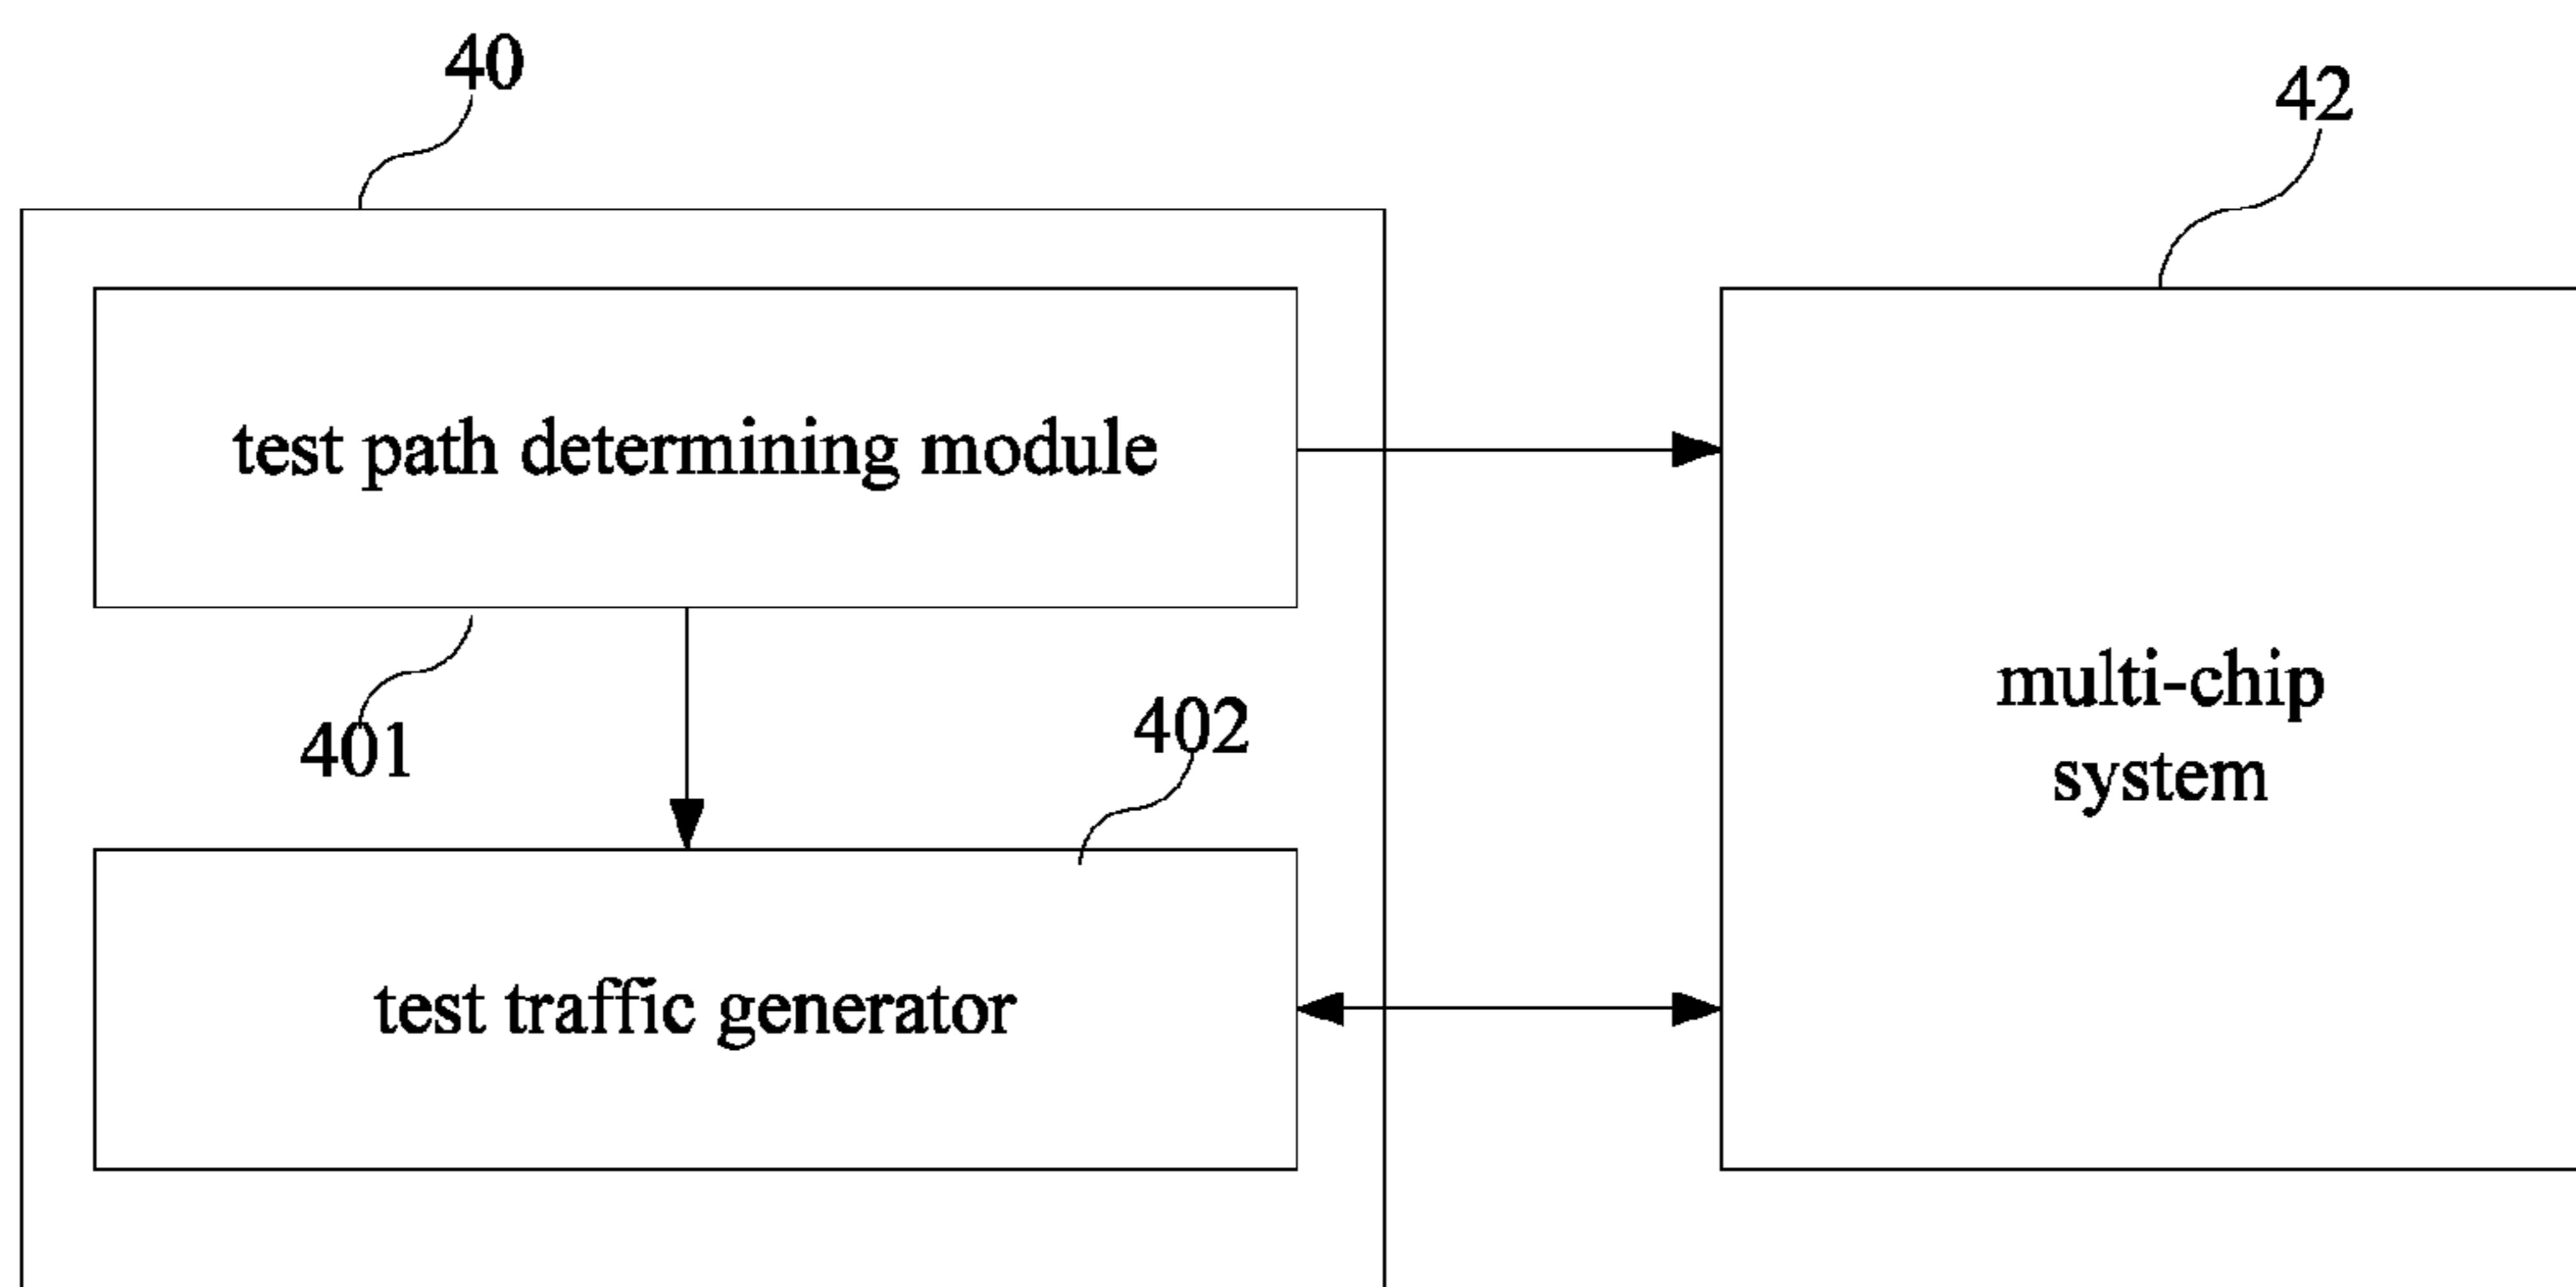 40
42
test path determining module
401
402
multi-chip
system
test traffic generator